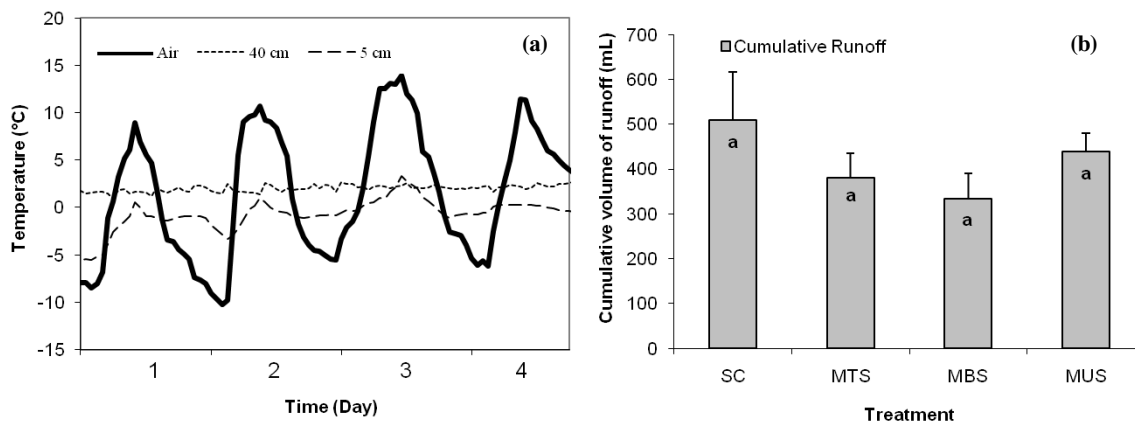 20
15
10
5
0
-5
-10
-15
Temperature (°C)
Air
40 cm
5 cm
(a)
1
2
3
4
Time (Day)
700
600
500
400
300
200
100
0
Cumulative volume of runoff (mL)
Cumulative Runoff
(b)
a
a
a
a
SC
MTS
MBS
MUS
Treatment